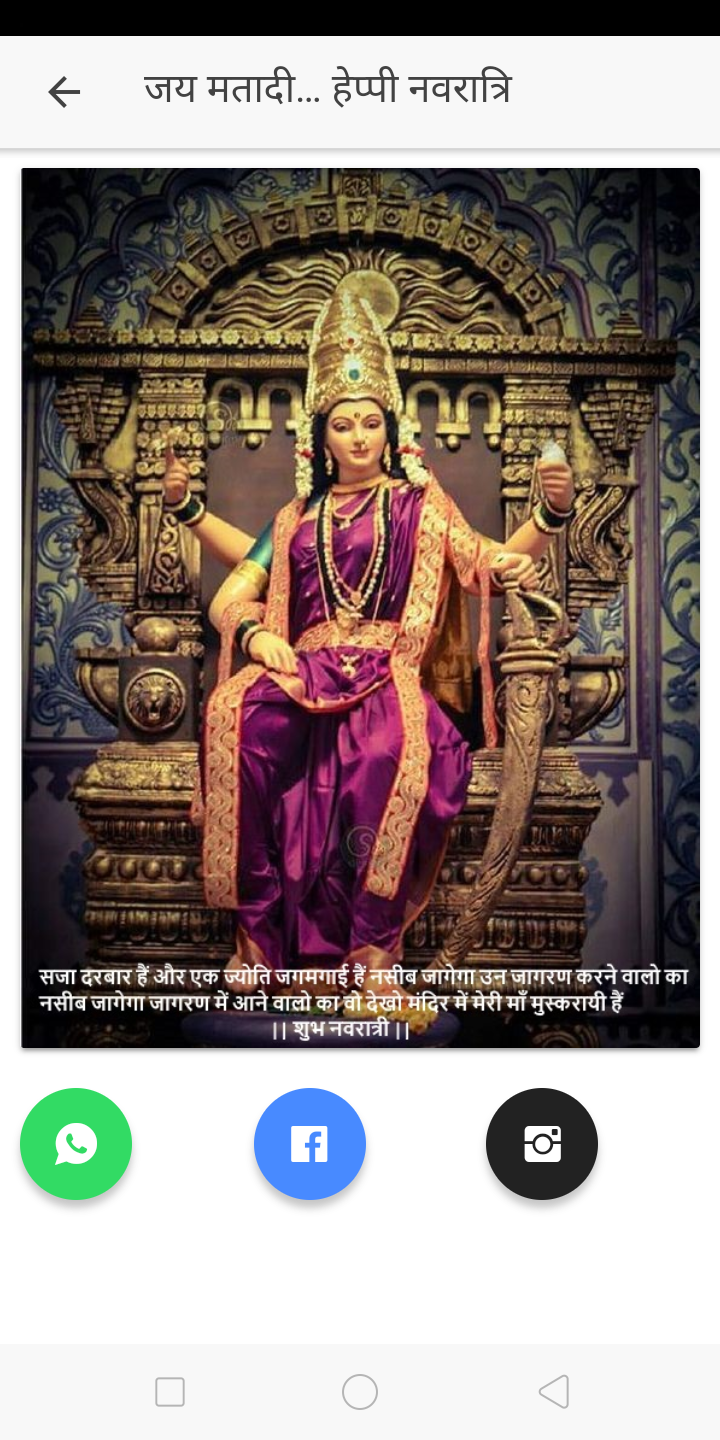 जय मतादी... हेप्पी नवरात्रि
सजा दरबार हैं और एक ज्योति जगमगाई हैं नसीब जागेगा उन जागरण करने वालो का
नसीब जागेगा जागरण में आने वालो का वो देखो मंदिर में मेरी माँ मुस्करायी हैं
|| शुभ नवरात्री ||